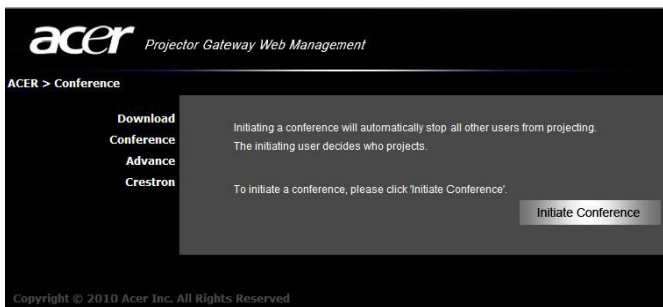 acer Projector Gateway Web Management
ACER > Conference
Download
Conference
Advance
Crestron
Initiating a conference will automatically stop all other users from projecting.
The initiating user decides who projects.
To initiate a conference, please click 'Initiate Conference'.
Initiate Conference
Copyright © 2010 Acer Inc. All Rights Reserved